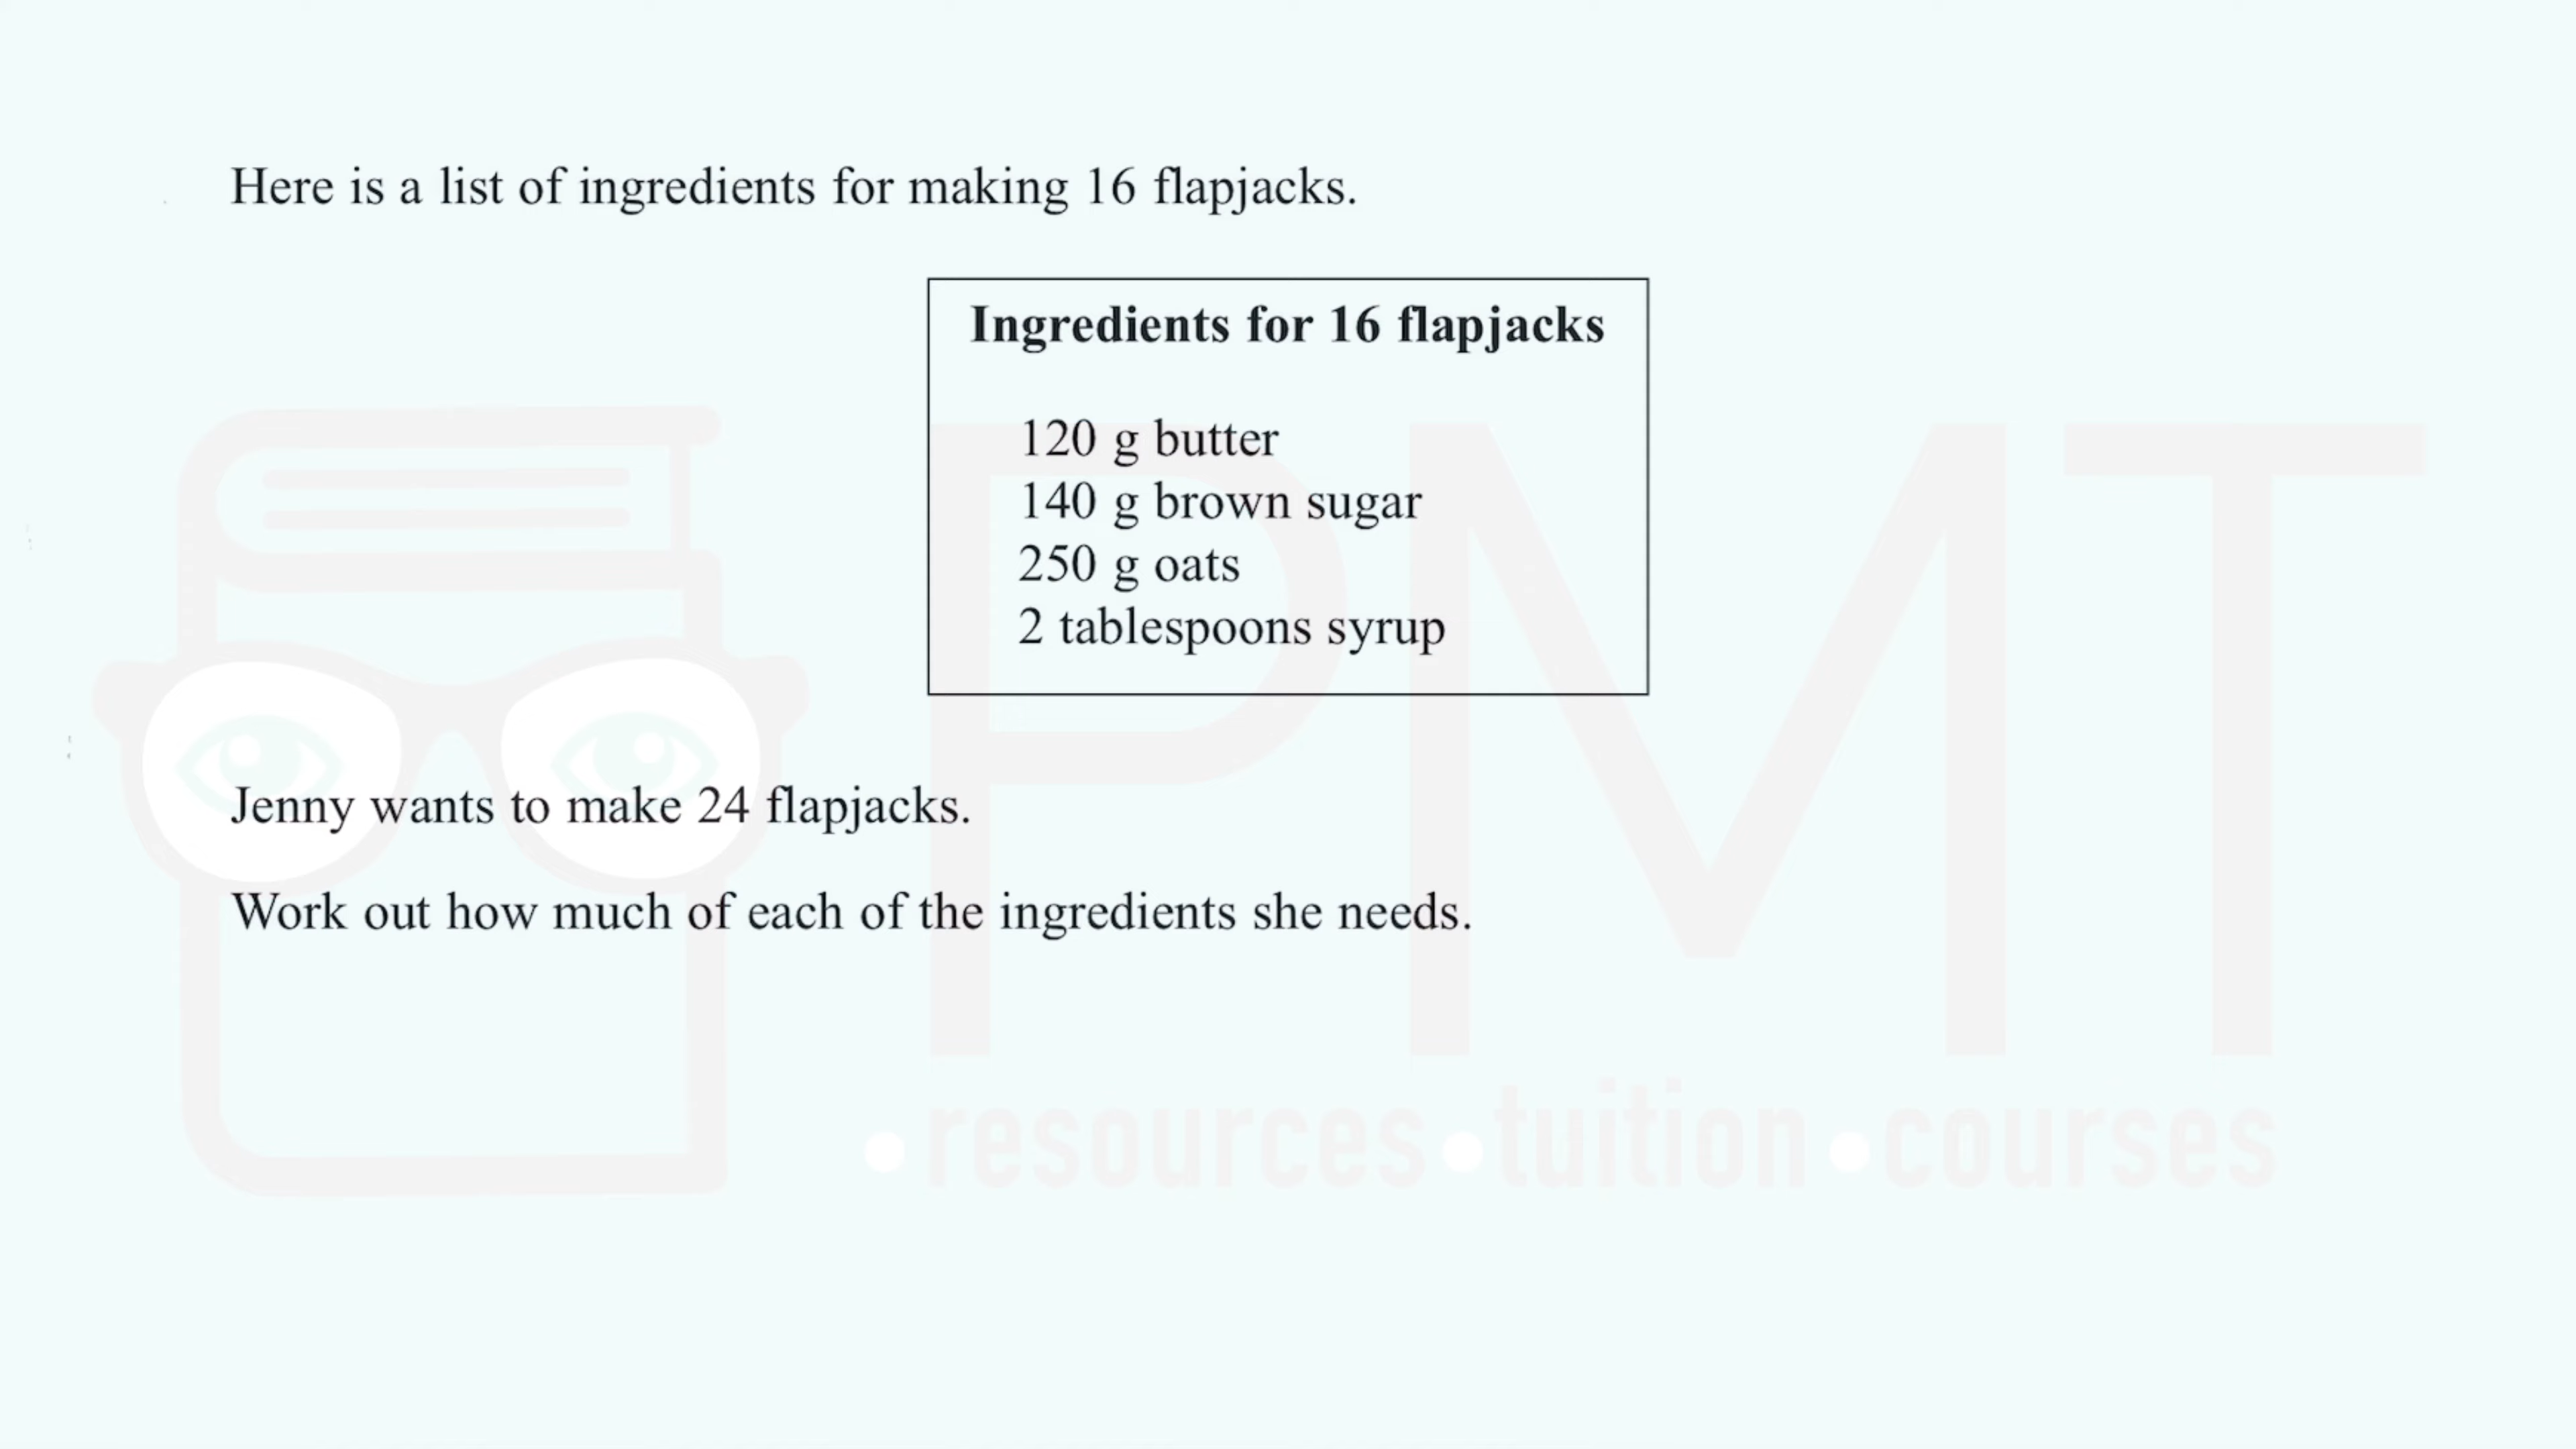 Here is a list of ingredients for making 16 flapjacks.
Ingredients for 16 flapjacks
120 g butter
140 g brown sugar
250 g oats
2 tablespoons syrup
Jenny wants to make 24 flapjacks.
Work out how much of each of the ingredients she needs.
PMT
• resources • tuition • courses